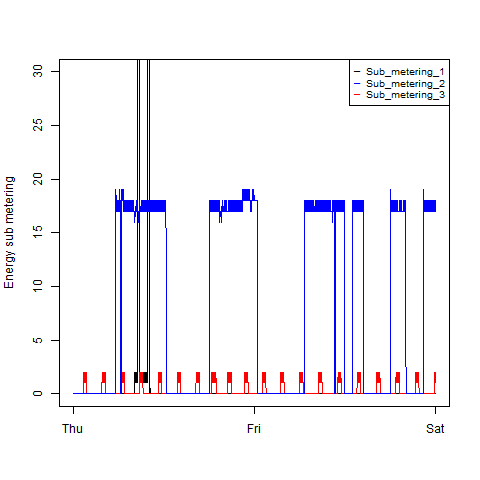 Sub_metering_1
Sub_metering_2
Sub_metering_3
Energy sub metering
30
25
20
15
10
5
0
Thu Fri Sat